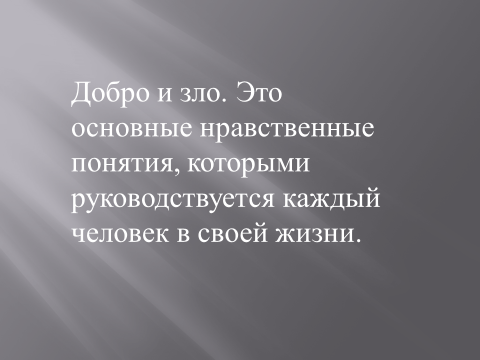 Добро и зло. Это
основные нравственные
понятия, которыми
руководствуется каждый
человек в своей жизни.